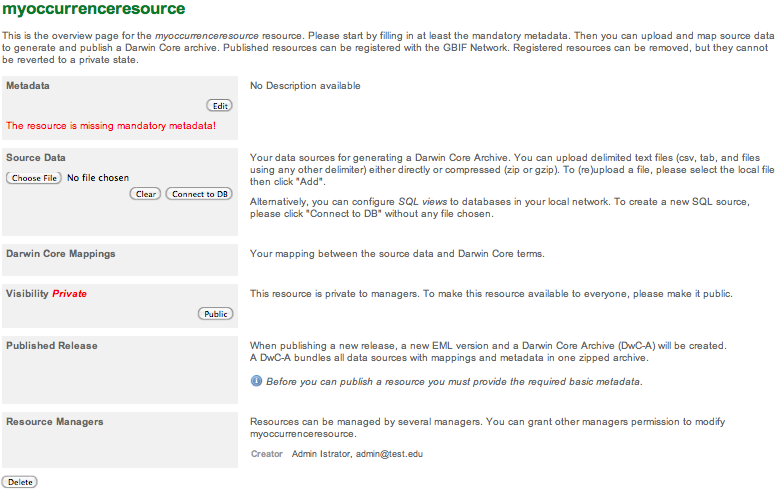 myoccurrenceresource
This is the overview page for the myoccurrenceresource resource. Please start by filling in at least the mandatory metadata. Then you can upload and map source data
to generate and publish a Darwin Core archive. Published resources can be registered with the GBIF Network. Registered resources can be removed, but they cannot
be reverted to a private state.
Metadata
No Description available
Edit
The resource is missing mandatory metadata!
Source Data
Choose File No file chosen
Clear Connect to DB
Your data sources for generating a Darwin Core Archive. You can upload delimited text files (csv, tab, and files
using any other delimiter) either directly or compressed (zip or gzip). To (re)upload a file, please select the local file
then click "Add".
Alternatively, you can configure SQL views to databases in your local network. To create a new SQL source,
please click "Connect to DB" without any file chosen.
Darwin Core Mappings
Your mapping between the source data and Darwin Core terms.
Visibility Private
Public
This resource is private to managers. To make this resource available to everyone, please make it public.
Published Release
When publishing a new release, a new EML version and a Darwin Core Archive (DwC-A) will be created.
A DwC-A bundles all data sources with mappings and metadata in one zipped archive.
i Before you can publish a resource you must provide the required basic metadata.
Resource Managers
Resources can be managed by several managers. You can grant other managers permission to modify
myoccurrenceresource.
Creator Admin Istrator, admin@test.edu
Delete